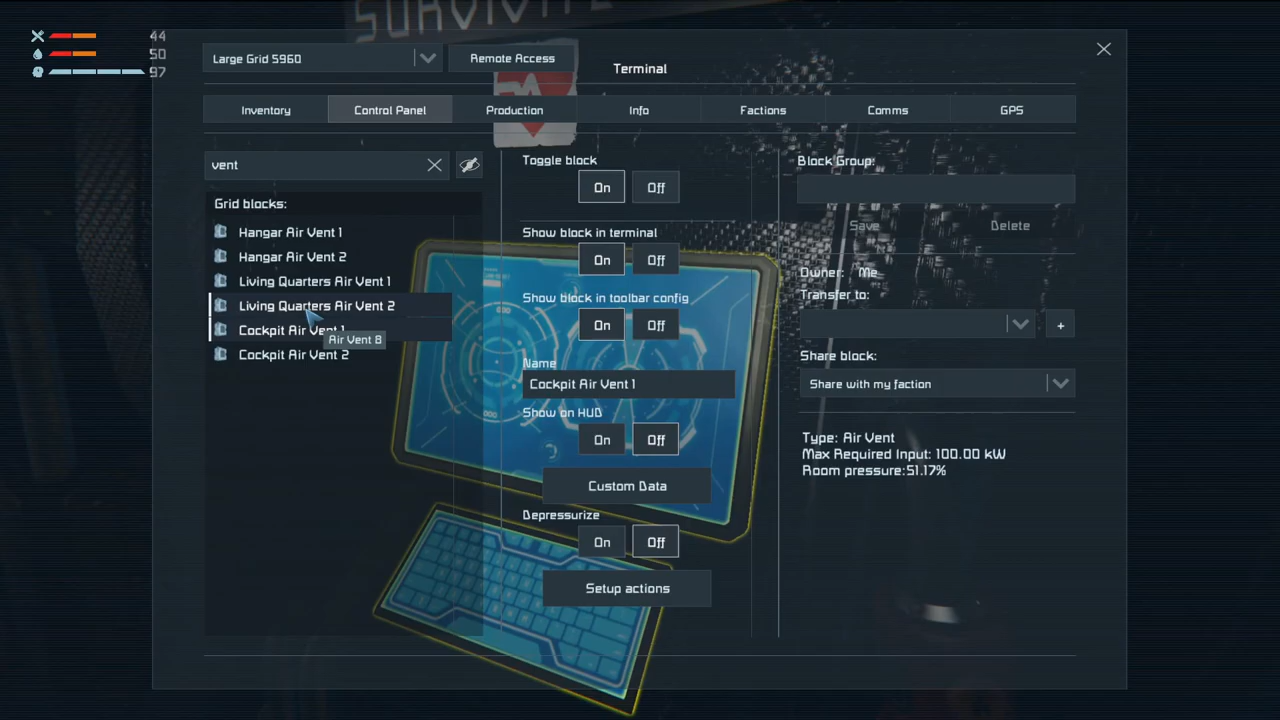 SURVIVAL
44
50
97
Large Grid 5960
Remote Access
Terminal
Inventory
Control Panel
Production
Info
Factions
Comms
GPS
vent
Grid blocks:
Hangar Air Vent 1
Hangar Air Vent 2
Living Quarters Air Vent 1
Living Quarters Air Vent 2
Cockpit Air Vent 1
Cockpit Air Vent 2
Air Vent 8
Toggle block
On Off
Show block in terminal
On Off
Show block in toolbar config
On Off
Name
Cockpit Air Vent 1
Show on HUD
On Off
Custom Data
Depressurize
On Off
Setup actions
Block Group:
Save Delete
Owner: Me
Transfer to:
+
Share block:
Share with my faction
Type: Air Vent
Max Required Input: 100.00 kW
Room pressure:51.17%